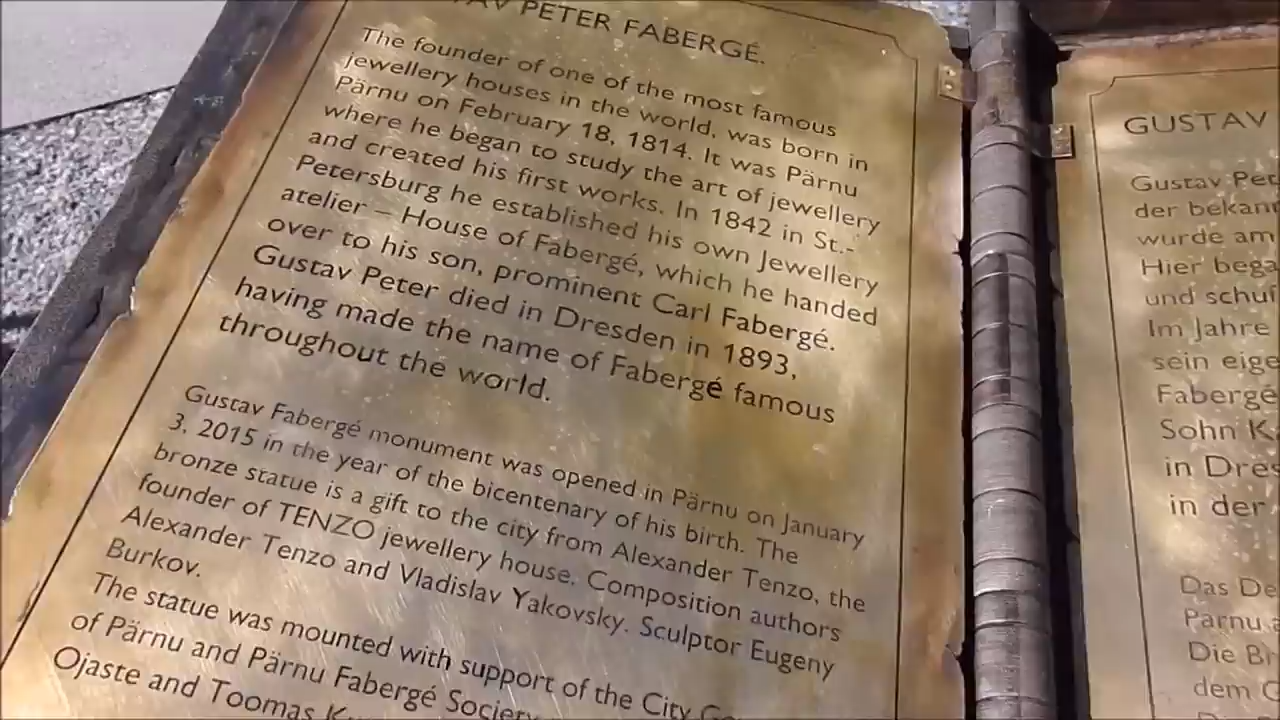 PETER FABERGÉ.
The founder of one of the most famous
jewellery houses in the world, was born in
Pärnu on February 18, 1814. It was Pärnu
where he began to study the art of jewellery
and created his first works. In 1842 in St.-
Petersburg he established his own Jewellery
atelier – House of Fabergé, which he handed
over to his son, prominent Carl Fabergé.
Gustav Peter died in Dresden in 1893,
having made the name of Fabergé famous
throughout the world.
Gustav Fabergé monument was opened in Pärnu on January
3, 2015 in the year of the bicentenary of his birth. The
bronze statue is a gift to the city from Alexander Tenzo, the
founder of TENZO jewellery house. Composition authors
Alexander Tenzo and Vladislav Yakovsky. Sculptor Eugeny
Burkov.
The statue was mounted with support of the City
of Pärnu and Pärnu Fabergé Society
Ojaste and Toomas
GUSTAV
Gustav Pet
der bekann
wurde am
Hier bega
und schuf
Im Jahre
sein eige
Fabergé
Sohn K
in Dres
in der
Das De
Pärnu a
Die Br
dem